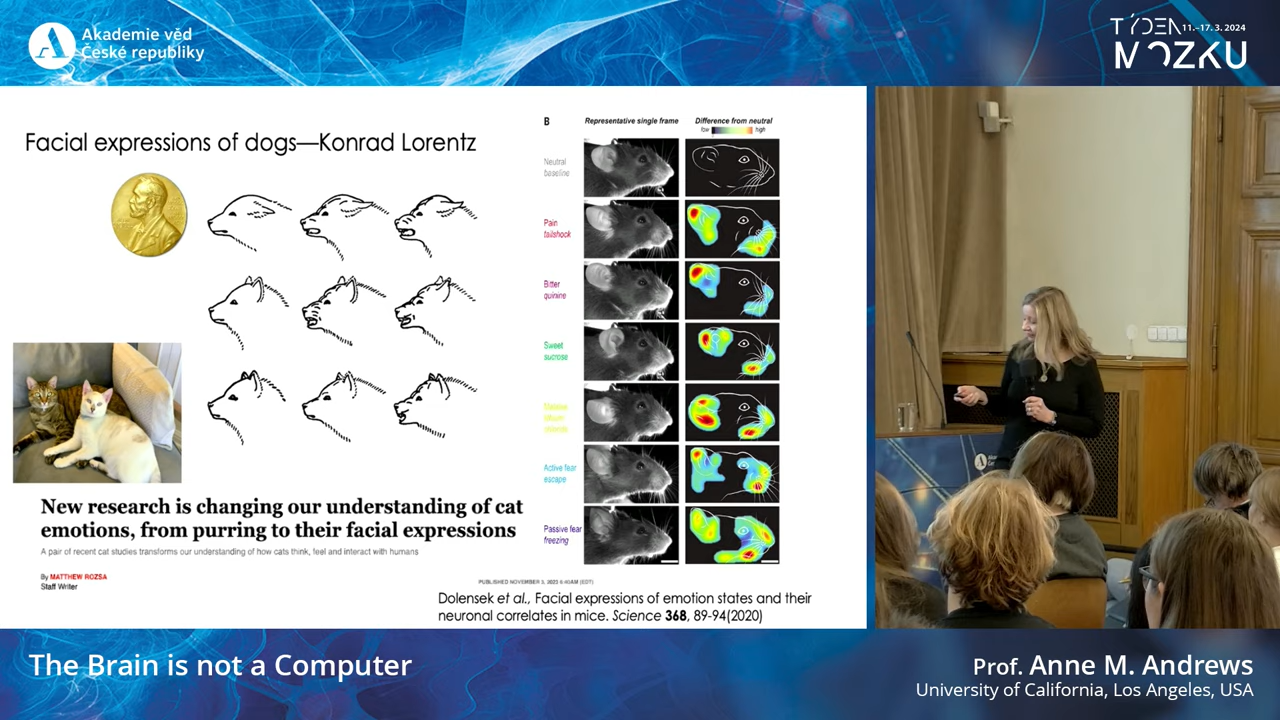 Akademie věd
České republiky
TÝDEN 11.–17. 3. 2024
MOZKU
Facial expressions of dogs—Konrad Lorentz
B
Representative single frame
Difference from neutral
low
high
Neutral
baseline
Pain
tailshock
Bitter
quinine
Sweet
sucrose
Active fear
escape
Passive fear
freezing
New research is changing our understanding of cat
emotions, from purring to their facial expressions
A pair of recent cat studies transforms our understanding of how cats think, feel and interact with humans
By MATTHEW ROZSA
Staff Writer
PUBLISHED NOVEMBER 3, 2023 5:30AM (EDT)
Dolensek et al., Facial expressions of emotion states and their
neuronal correlates in mice. Science 368, 89-94(2020)
The Brain is not a Computer
Prof. Anne M. Andrews
University of California, Los Angeles, USA